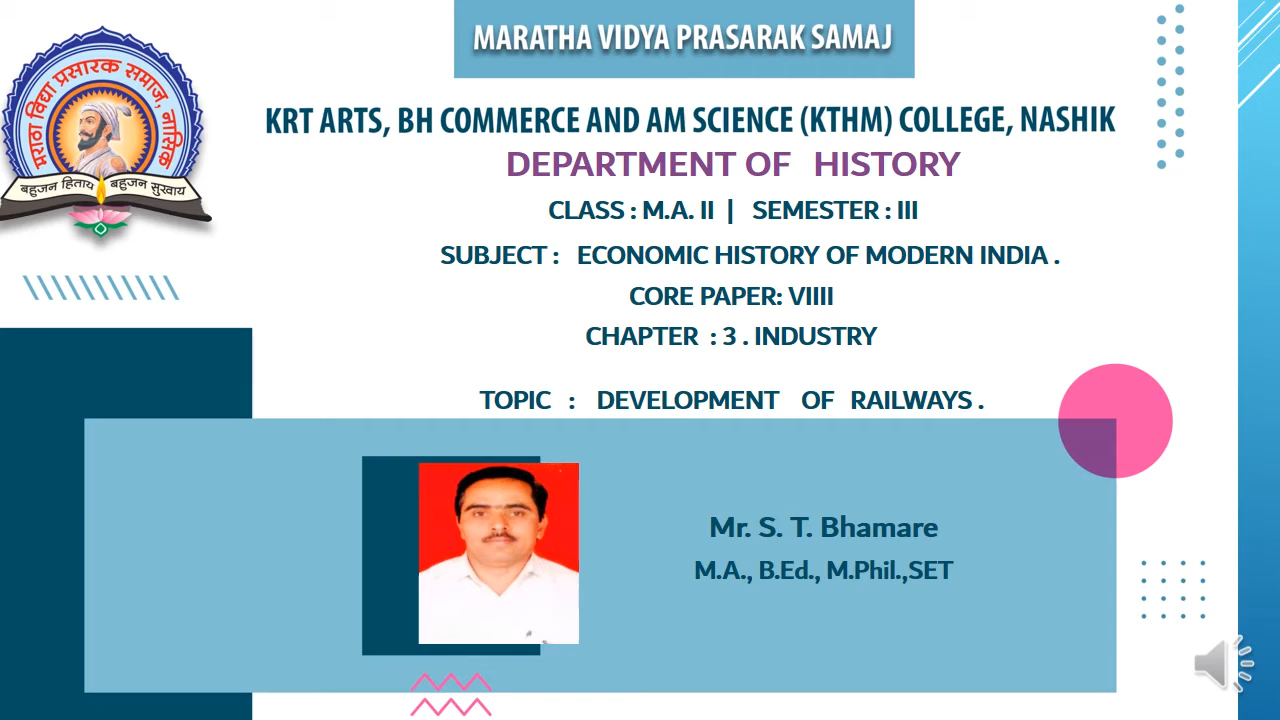 MARATHA VIDYA PRASARAK SAMAJ
मराठा विद्या प्रसारक समाज, नाशिक
बहुजन हिताय बहुजन सुखाय
KRT ARTS, BH COMMERCE AND AM SCIENCE (KTHM) COLLEGE, NASHIK
DEPARTMENT OF HISTORY
CLASS : M.A. II | SEMESTER : III
SUBJECT : ECONOMIC HISTORY OF MODERN INDIA .
CORE PAPER: VIIII
CHAPTER : 3 . INDUSTRY
TOPIC : DEVELOPMENT OF RAILWAYS .
Mr. S. T. Bhamare
M.A., B.Ed., M.Phil.,SET